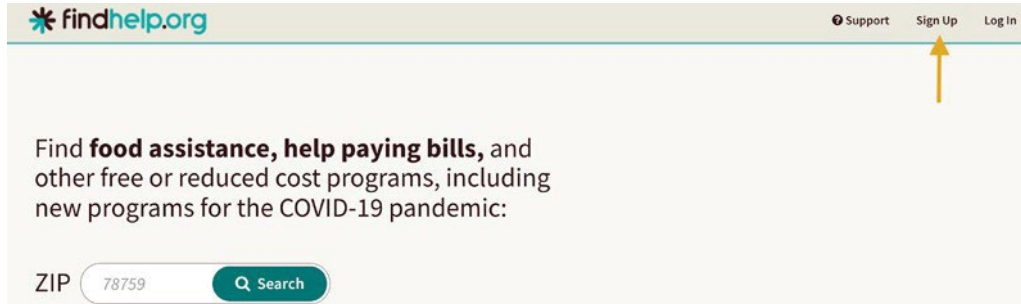 findhelp.org
Support Sign Up Log In
Find food assistance, help paying bills, and
other free or reduced cost programs, including
new programs for the COVID-19 pandemic:
ZIP 78759 Search